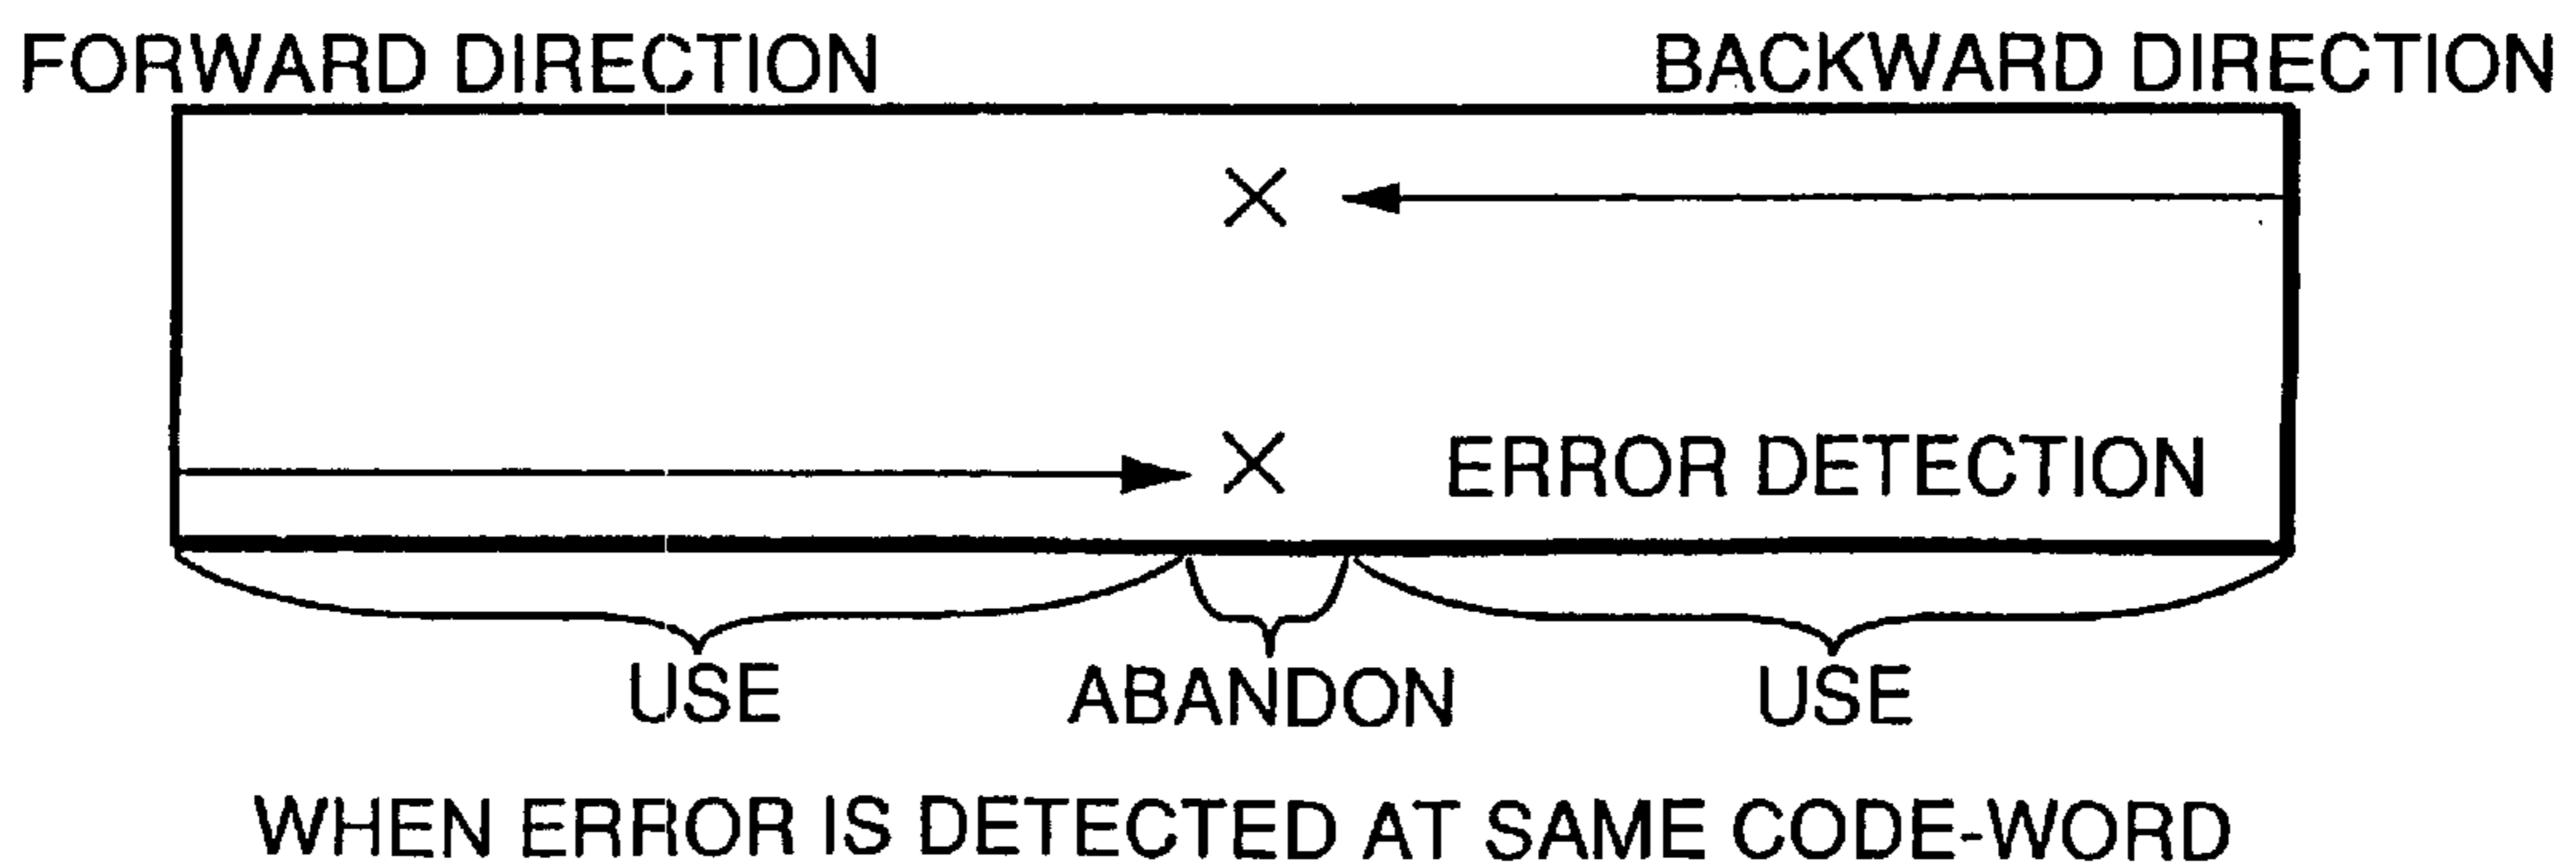 FORWARD DIRECTION BACKWARD DIRECTION
ERROR DETECTION
USE ABANDON USE
WHEN ERROR IS DETECTED AT SAME CODE-WORD